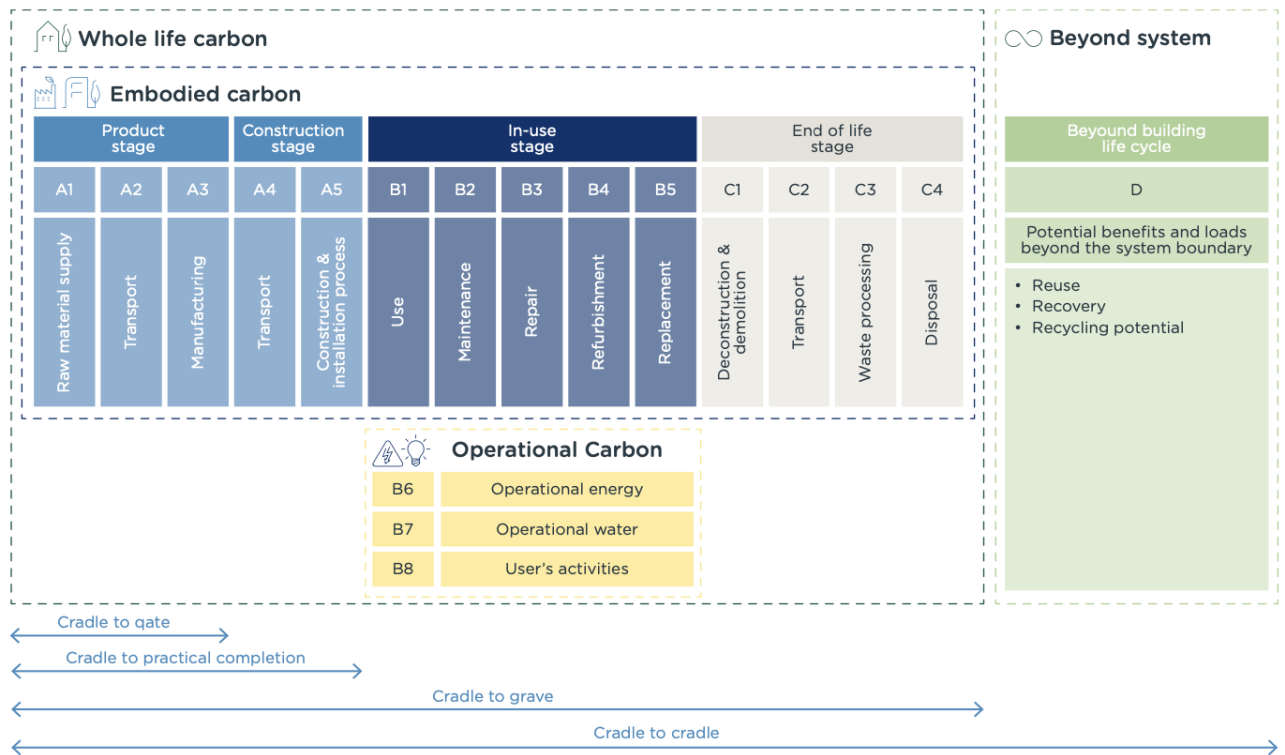 Whole life carbon
Beyond system
Embodied carbon
Product
stage
Construction
stage
In-use
stage
End of life
stage
Beyound building
life cycle
A1
A2
A3
A4
A5
B1
B2
B3
B4
B5
C1
C2
C3
C4
D
Raw material supply
Transport
Manufacturing
Transport
Construction &
installation process
Use
Maintenance
Repair
Refurbishment
Replacement
Deconstruction &
demolition
Transport
Waste processing
Disposal
Potential benefits and loads
beyond the system boundary
• Reuse
• Recovery
• Recycling potential
Operational Carbon
B6
Operational energy
B7
Operational water
B8
User’s activities
Cradle to qate
Cradle to practical completion
Cradle to grave
Cradle to cradle